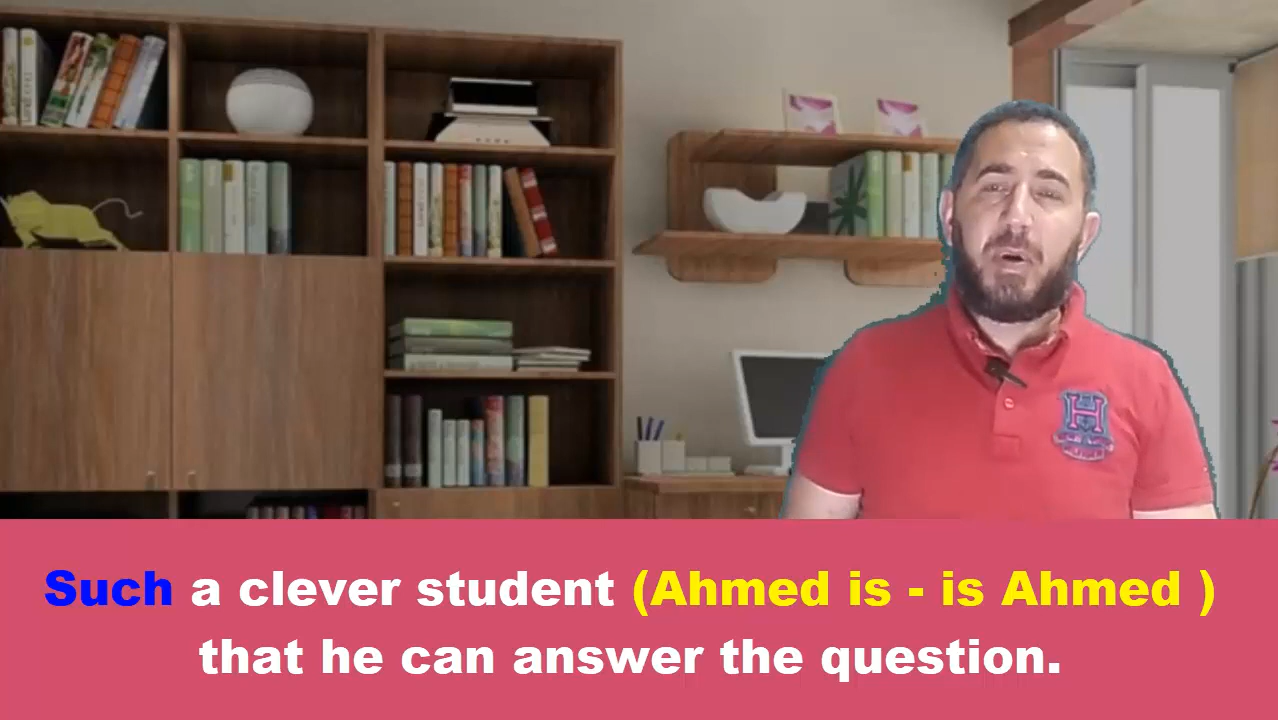 Such a clever student (Ahmed is - is Ahmed )
that he can answer the question.
H